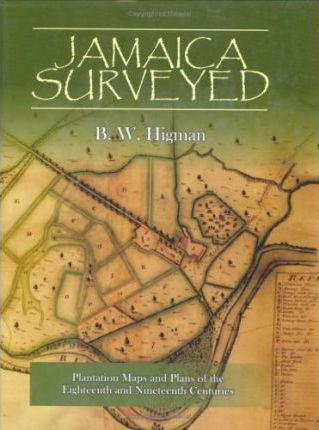 JAMAICA
SURVEYED
B. W. Higman
Plantation Maps and Plans of the
Eighteenth and Nineteenth Centuries